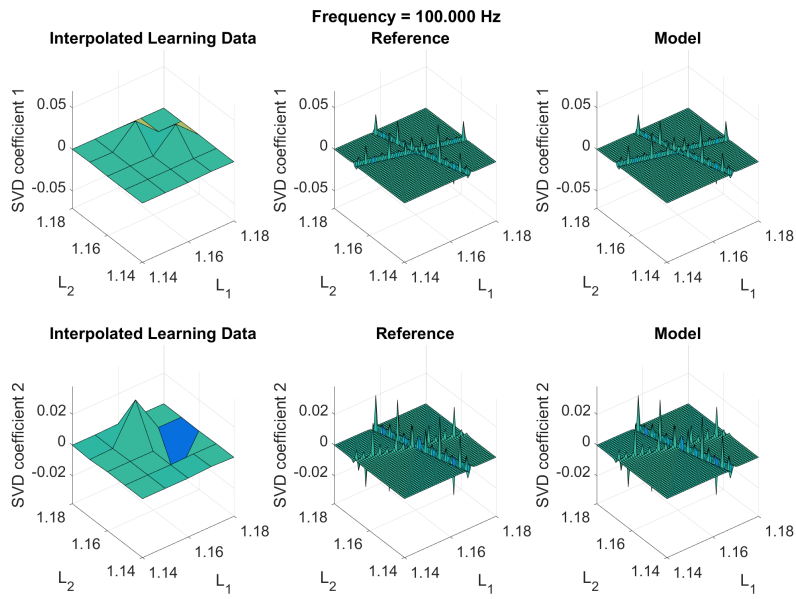 Frequency = 100.000 Hz
Interpolated Learning Data
Reference
Model
SVD coefficient 1
0.05
0
-0.05
1.18
1.16
1.14
L2
1.14
1.16
1.18
L1
SVD coefficient 1
0.05
0
-0.05
1.18
1.16
1.14
L2
1.14
1.16
1.18
L1
SVD coefficient 1
0.05
0
-0.05
1.18
1.16
1.14
L2
1.14
1.16
1.18
L1
Interpolated Learning Data
Reference
Model
SVD coefficient 2
0.02
0
-0.02
1.18
1.16
1.14
L2
1.14
1.16
1.18
L1
SVD coefficient 2
0.02
0
-0.02
1.18
1.16
1.14
L2
1.14
1.16
1.18
L1
SVD coefficient 2
0.02
0
-0.02
1.18
1.16
1.14
L2
1.14
1.16
1.18
L1